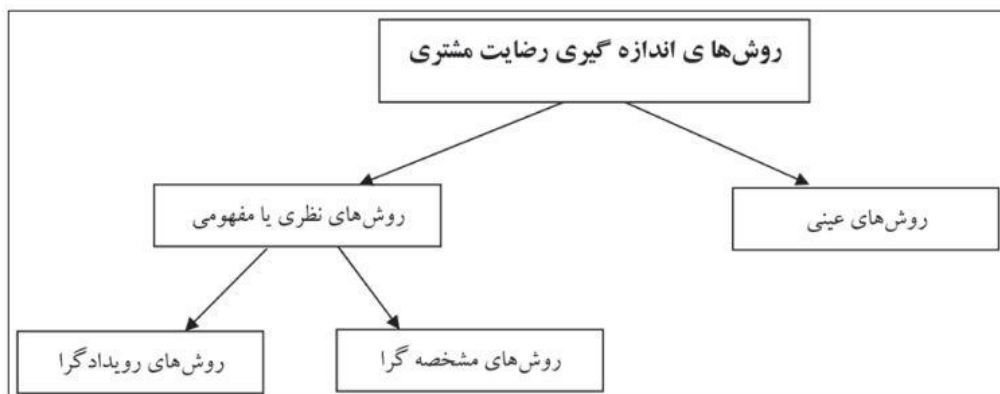 روش‌ها ی اندازه گیری رضایت مشتری
روش‌های عینی
روش‌های نظری یا مفهومی
روش‌های مشخصه گرا
روش‌های رویدادگرا